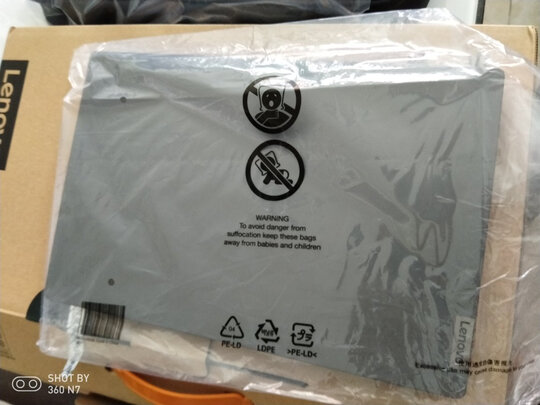 Lenovo
WARNING
To avoid danger from
suffocation keep these bags
away from babies and children
04
PE-LD
LDPE
>PE-LD<
Lenovo
SHOT BY
360 N7